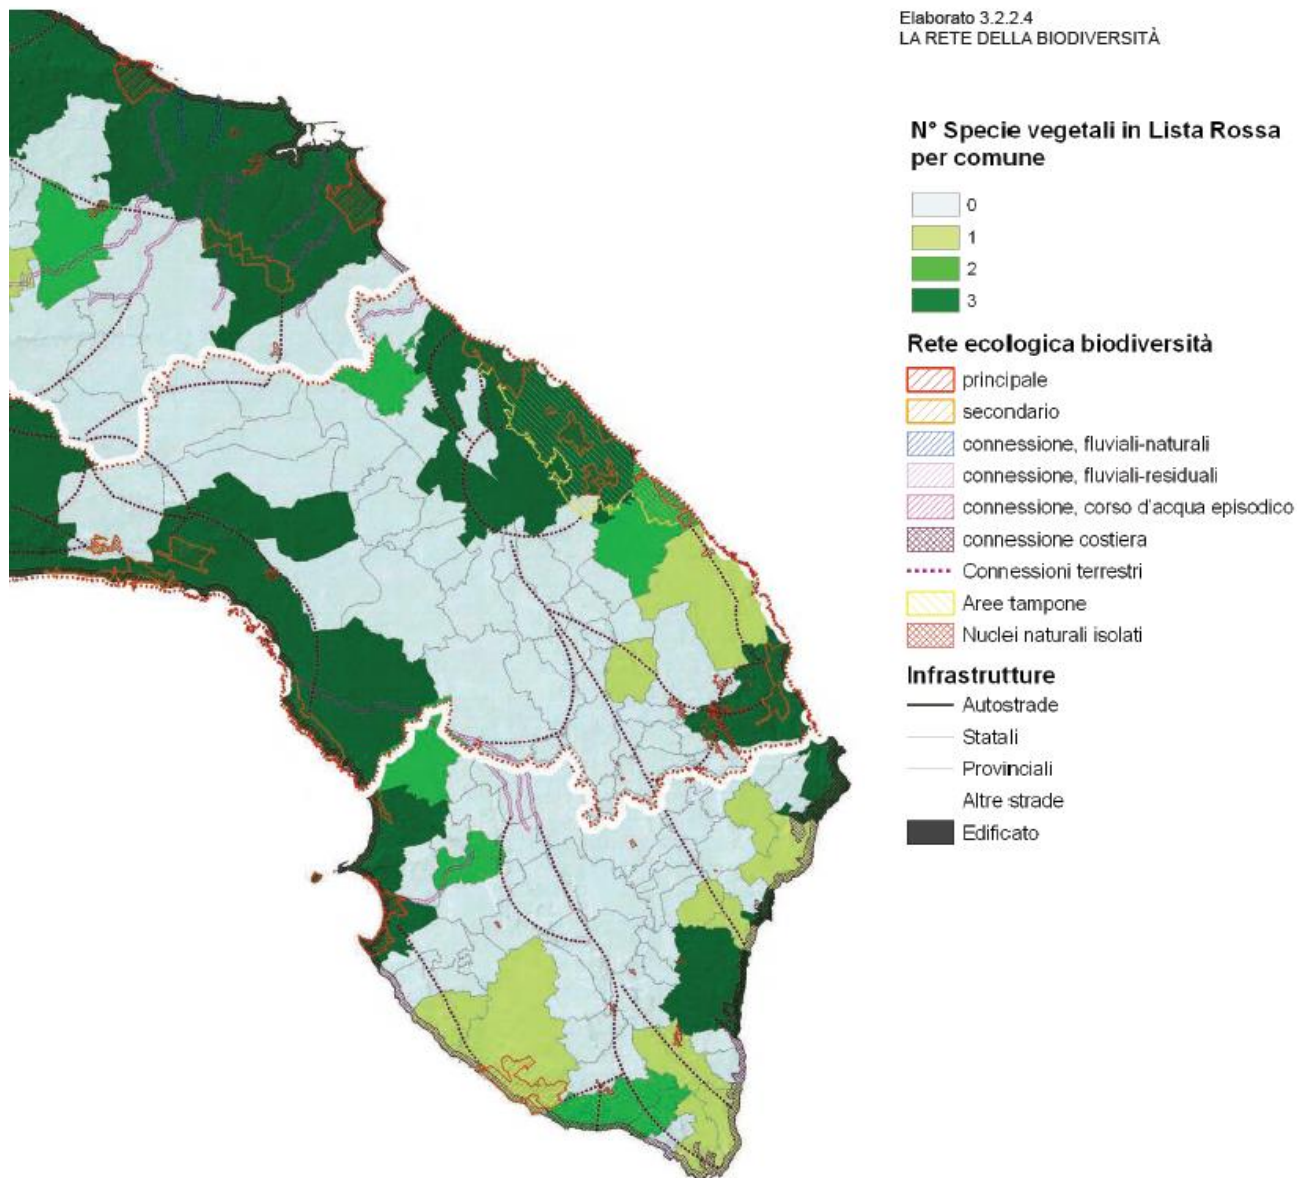 Elaborato 3.2.2.4
LA RETE DELLA BIODIVERSITÀ
N° Specie vegetali in Lista Rossa
per comune
0
1
2
3
Rete ecologica biodiversità
principale
secondario
connessione, fluviali-naturali
connessione, fluviali-residuali
connessione, corso d'acqua episodico
connessione costiera
Connessioni terrestri
Aree tampone
Nuclei naturali isolati
Infrastrutture
Autostrade
Statali
Provinciali
Altre strade
Edificato